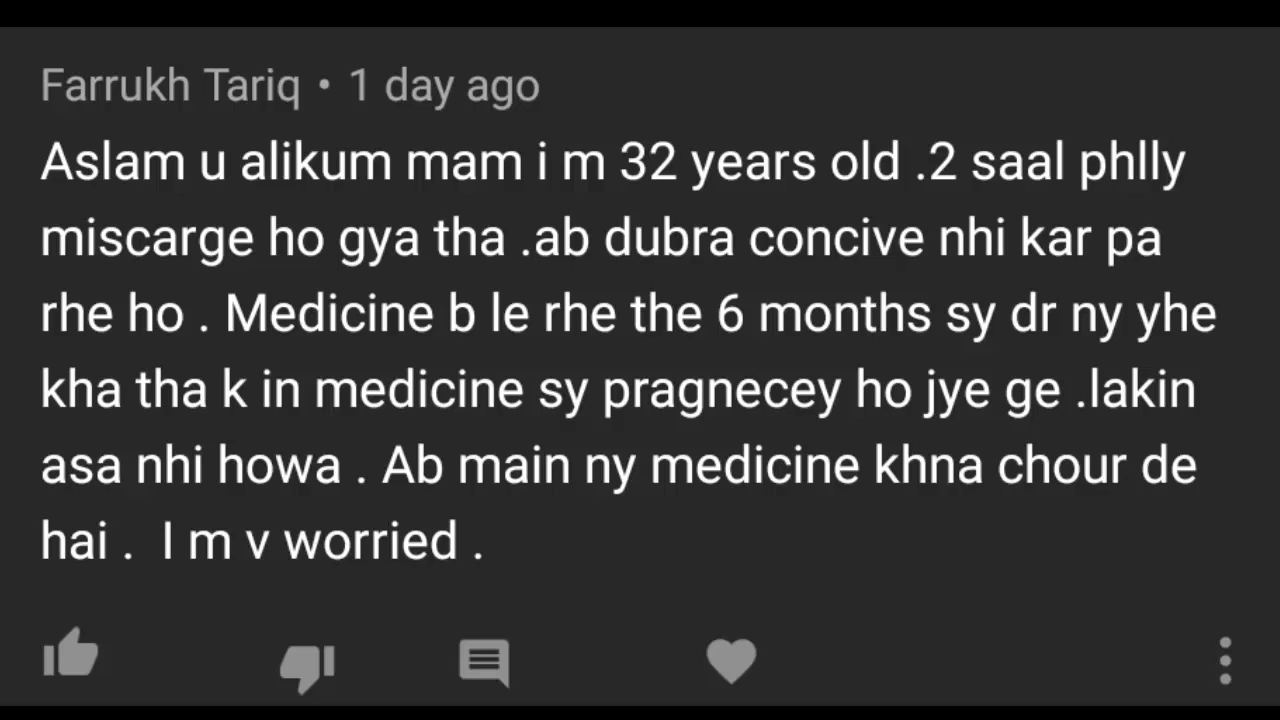 Farrukh Tariq • 1 day ago
Aslam u alikum mam i m 32 years old .2 saal phlly
miscarge ho gya tha .ab dubra concive nhi kar pa
rhe ho . Medicine b le rhe the 6 months sy dr ny yhe
kha tha k in medicine sy pragnecey ho jye ge .lakin
asa nhi howa . Ab main ny medicine khna chour de
hai .  I m v worried .